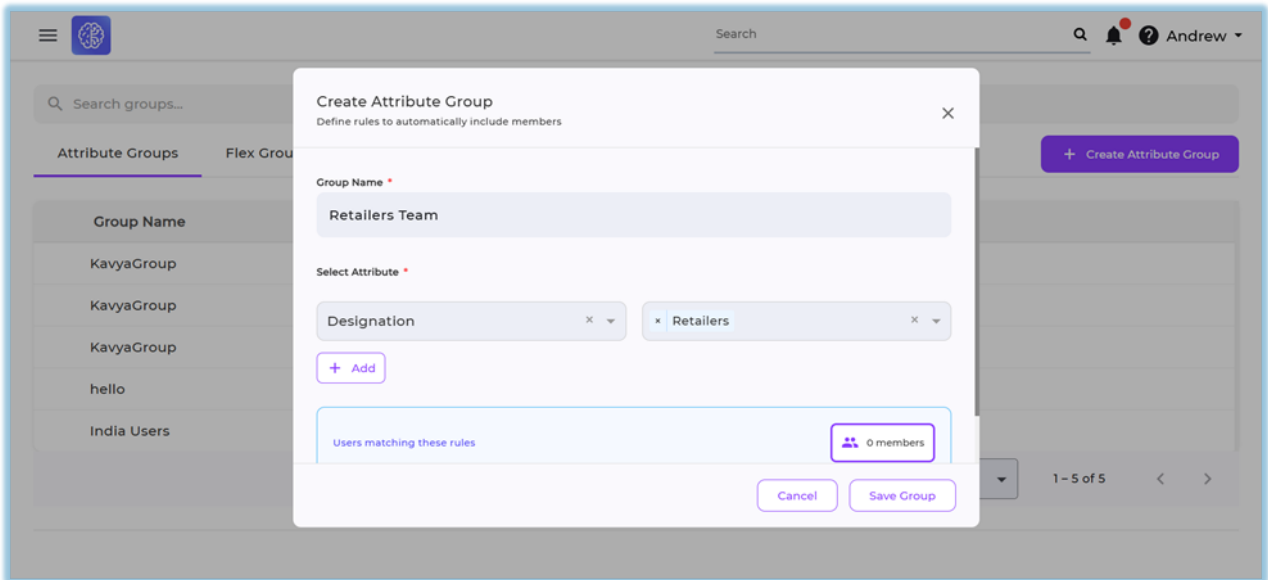 Search
Andrew
Search groups...
Attribute Groups
Flex Grou
+ Create Attribute Group
Group Name
KavyaGroup
KavyaGroup
KavyaGroup
hello
India Users
1 – 5 of 5
Create Attribute Group
Define rules to automatically include members
Group Name *
Retailers Team
Select Attribute *
Designation
× Retailers
+ Add
Users matching these rules
0 members
Cancel
Save Group